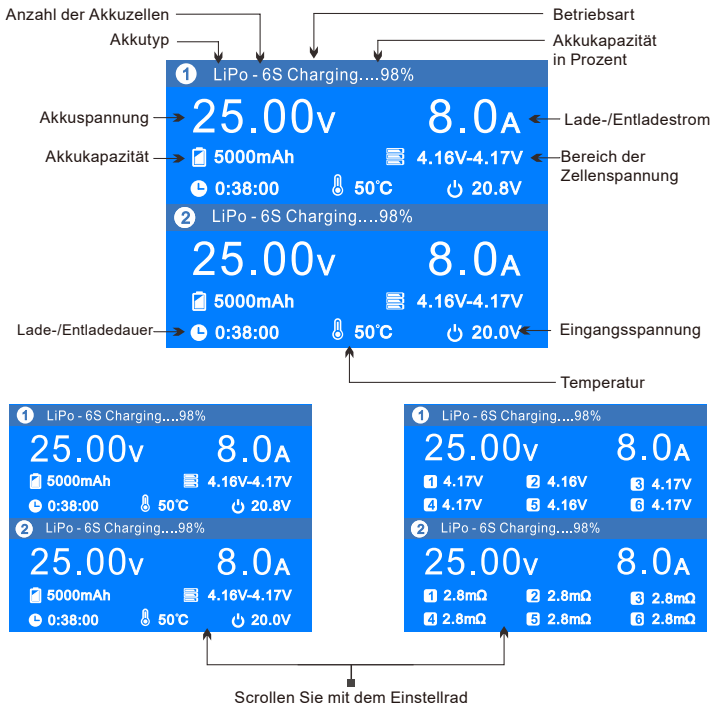 Anzahl der Akkuzellen
Betriebsart
Akkutyp
Akkukapazität
in Prozent
1 LiPo - 6S Charging....98%
Akkuspannung
25.00V 8.0A
Lade-/Entladestrom
Akkukapazität
5000mAh 4.16V-4.17V
Bereich der
Zellenspannung
0:38:00 50°C 20.8V
2 LiPo - 6S Charging....98%
25.00V 8.0A
5000mAh 4.16V-4.17V
Lade-/Entladedauer
0:38:00 50°C 20.0V
Eingangsspannung
Temperatur
1 LiPo - 6S Charging....98%
25.00V 8.0A
5000mAh 4.16V-4.17V
0:38:00 50°C 20.8V
2 LiPo - 6S Charging....98%
25.00V 8.0A
5000mAh 4.16V-4.17V
0:38:00 50°C 20.0V
1 LiPo - 6S Charging....98%
25.00V 8.0A
1 4.17V 2 4.16V 3 4.17V
4 4.17V 5 4.16V 6 4.17V
2 LiPo - 6S Charging....98%
25.00V 8.0A
1 2.8mΩ 2 2.8mΩ 3 2.8mΩ
4 2.8mΩ 5 2.8mΩ 6 2.8mΩ
Scrollen Sie mit dem Einstellrad